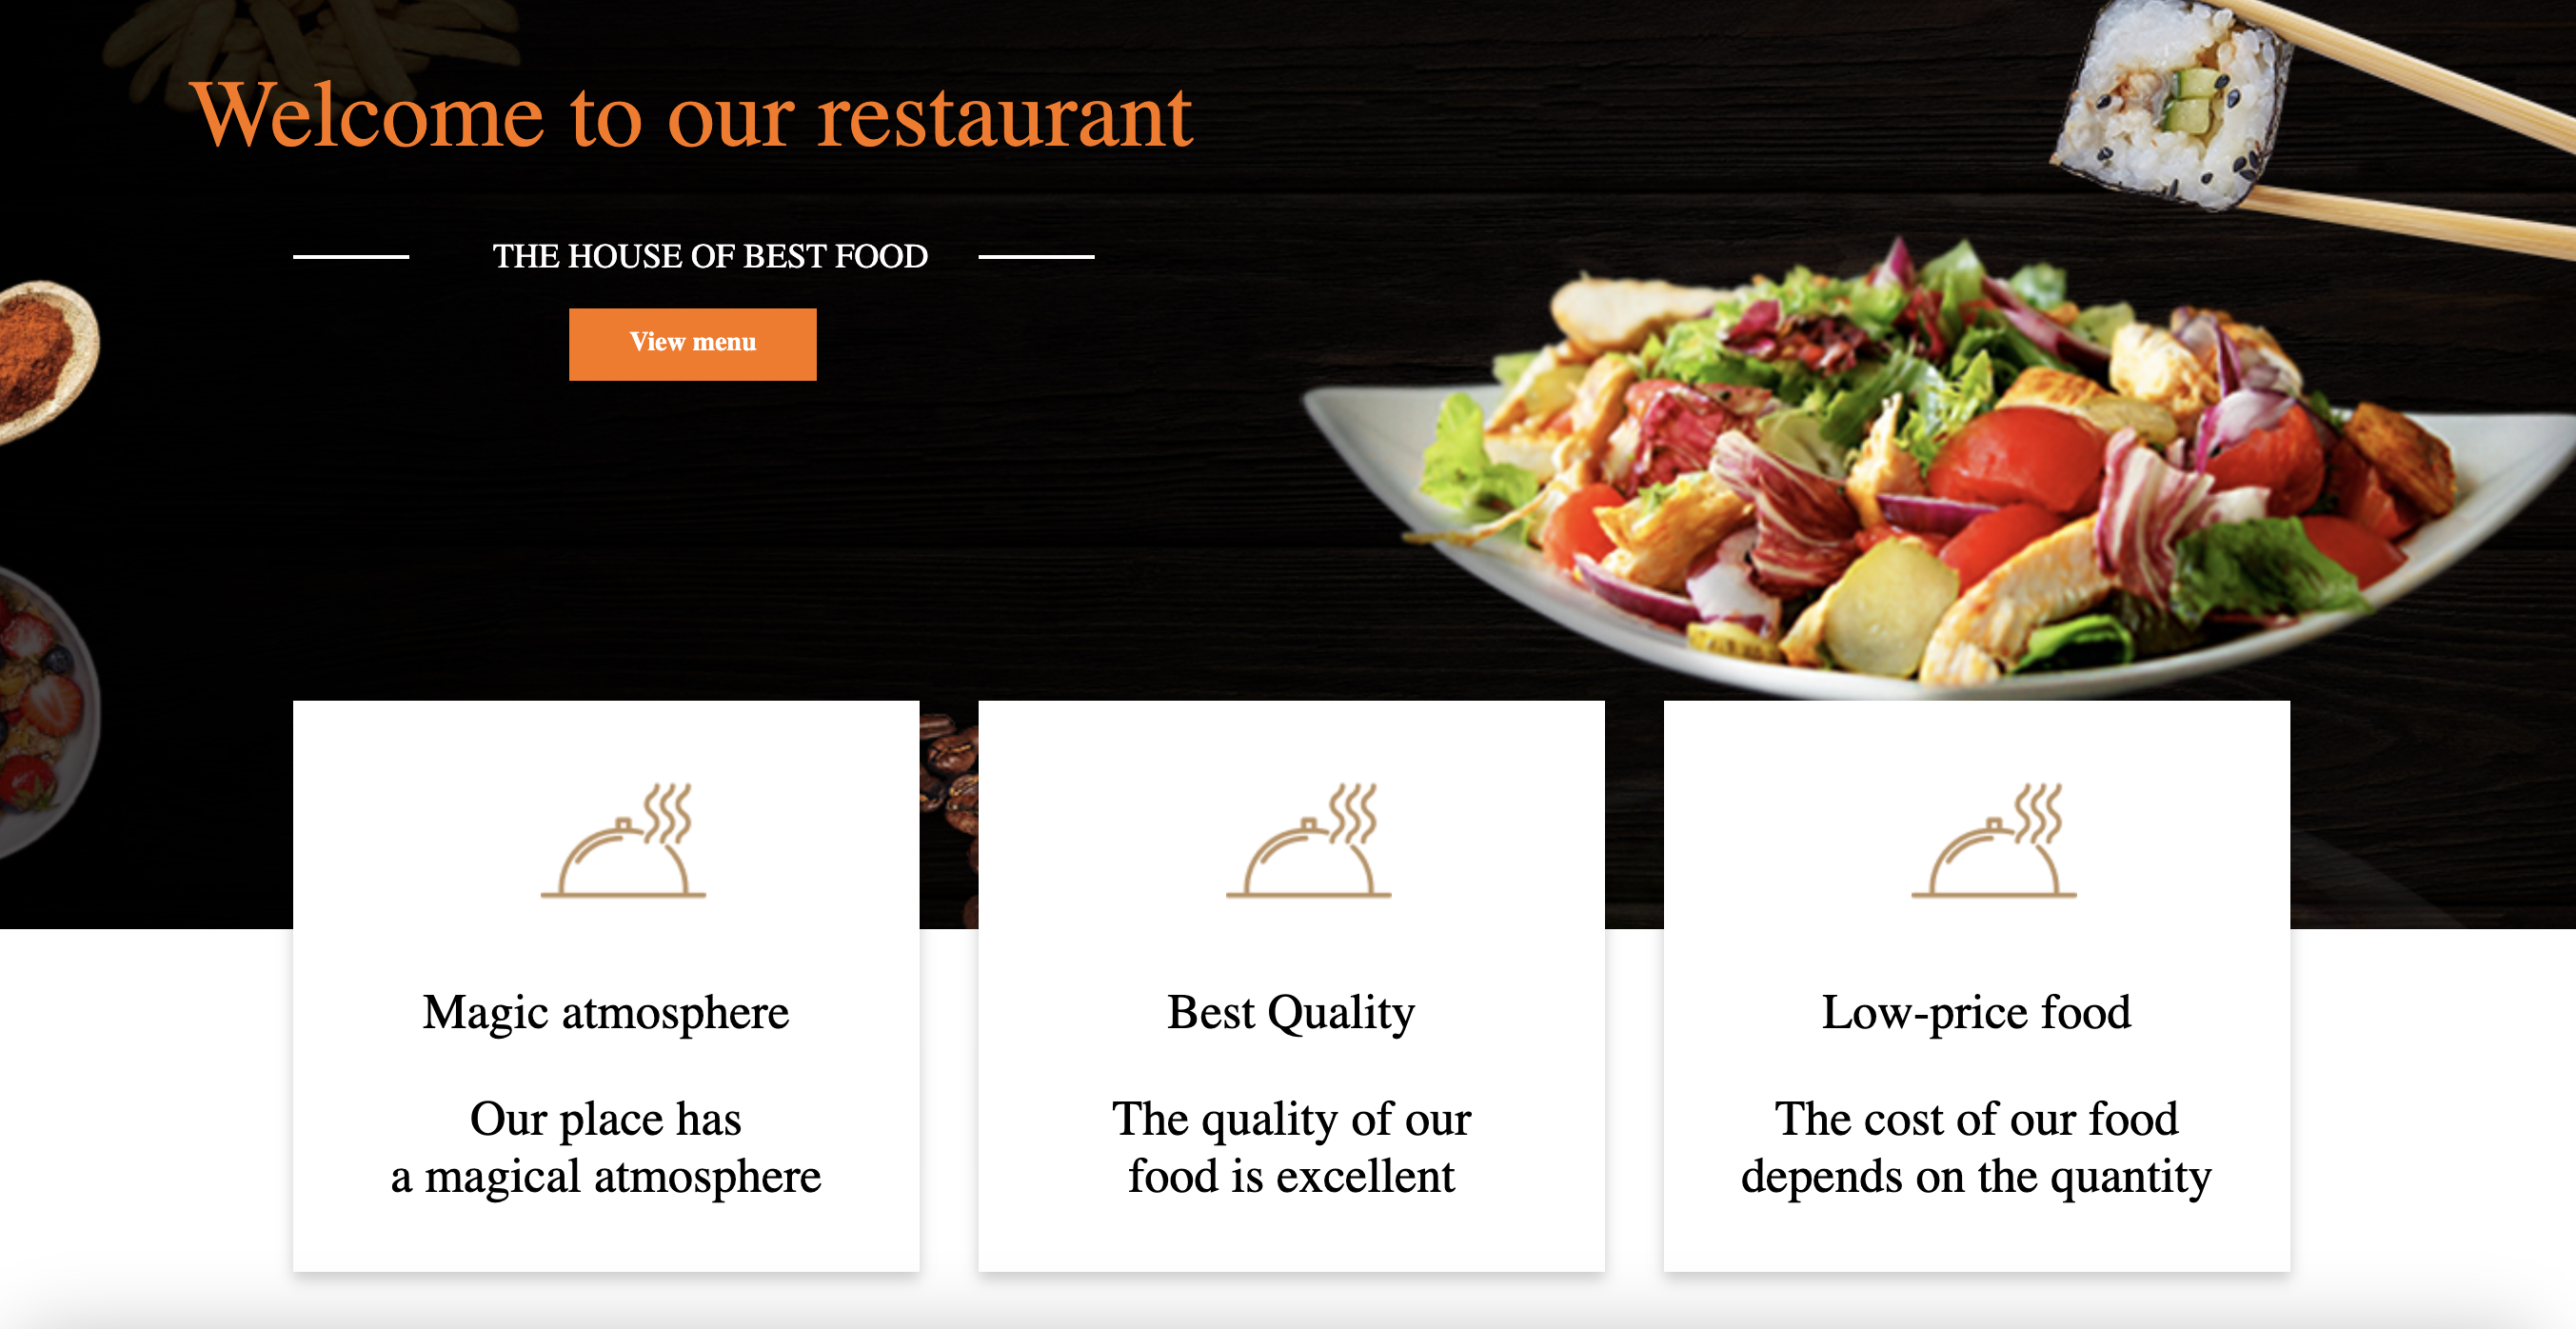 Welcome to our restaurant
THE HOUSE OF BEST FOOD
View menu
Magic atmosphere
Our place has
a magical atmosphere
Best Quality
The quality of our
food is excellent
Low-price food
The cost of our food
depends on the quantity